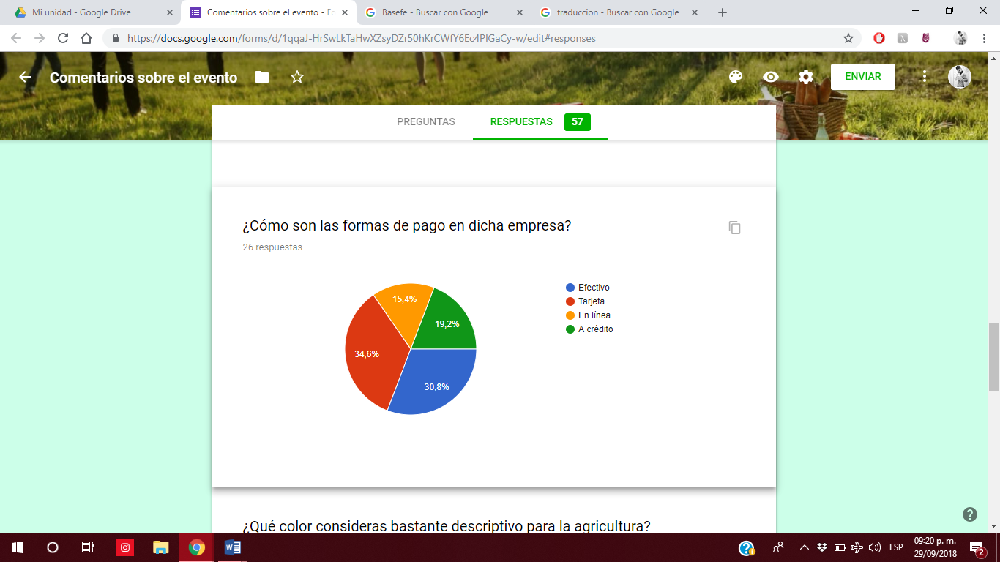 Mi unidad - Google Drive
Comentarios sobre el evento - Fo
Basefe - Buscar con Google
traduccion - Buscar con Google
https://docs.google.com/forms/d/1qqaJ-HrSwLkTaHwXZsyDZr50hKrCWfY6Ec4PIGaCy-w/edit#responses
Comentarios sobre el evento
ENVIAR
PREGUNTAS
RESPUESTAS
57
¿Cómo son las formas de pago en dicha empresa?
26 respuestas
15,4%
19,2%
34,6%
30,8%
Efectivo
Tarjeta
En línea
A crédito
¿Qué color consideras bastante descriptivo para la agricultura?
ESP
09:20 p. m.
29/09/2018
2